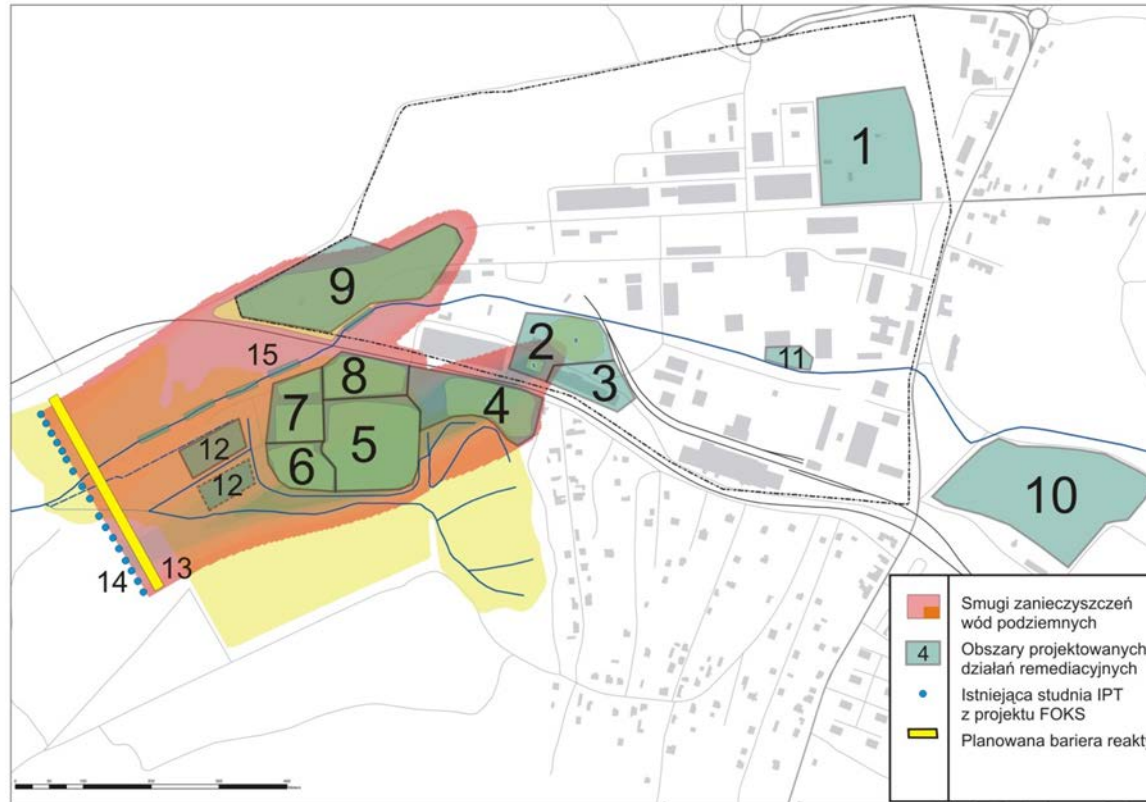 1
9
15
2
11
8
3
7
4
5
12
6
10
12
13
14
Smugi zanieczyszczeń
wód podziemnych
4
Obszary projektowanych
działań remediacyjnych
Istniejąca studnia IPT
z projektu FOKS
Planowana bariera reakty